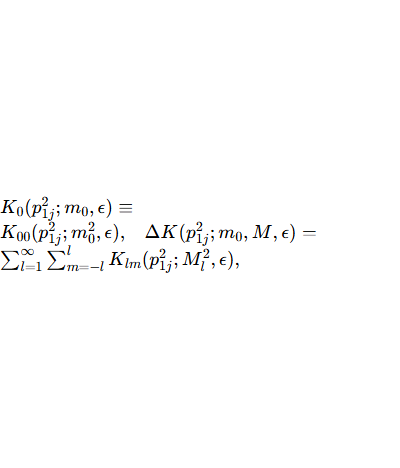 $K_0(p_{1j}^2; m_0, \epsilon) \equiv$
$K_{00}(p_{1j}^2; m_0^2, \epsilon), \quad \Delta K(p_{1j}^2; m_0, M, \epsilon) =$
$\sum_{l=1}^{\infty} \sum_{m=-l}^{l} K_{lm}(p_{1j}^2; M_l^2, \epsilon),$